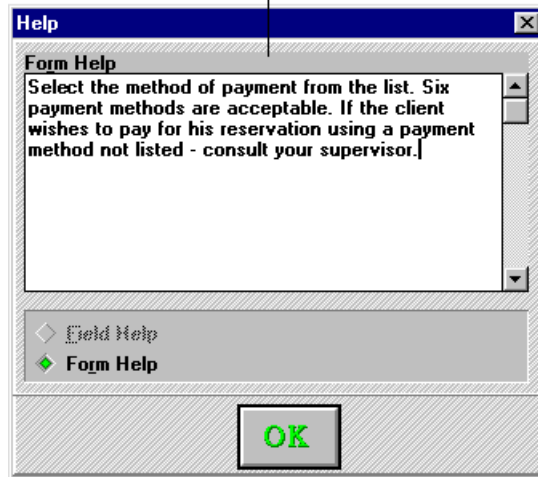 Help
Form Help
Select the method of payment from the list. Six
payment methods are acceptable. If the client
wishes to pay for his reservation using a payment
method not listed - consult your supervisor.
Field Help
Form Help
OK